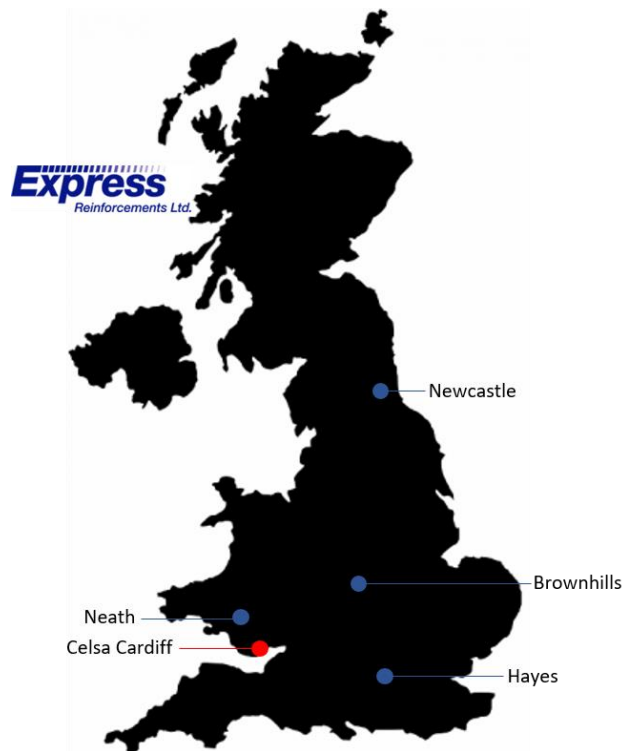 Express
Reinforcements Ltd.
Newcastle
Brownhills
Neath
Celsa Cardiff
Hayes